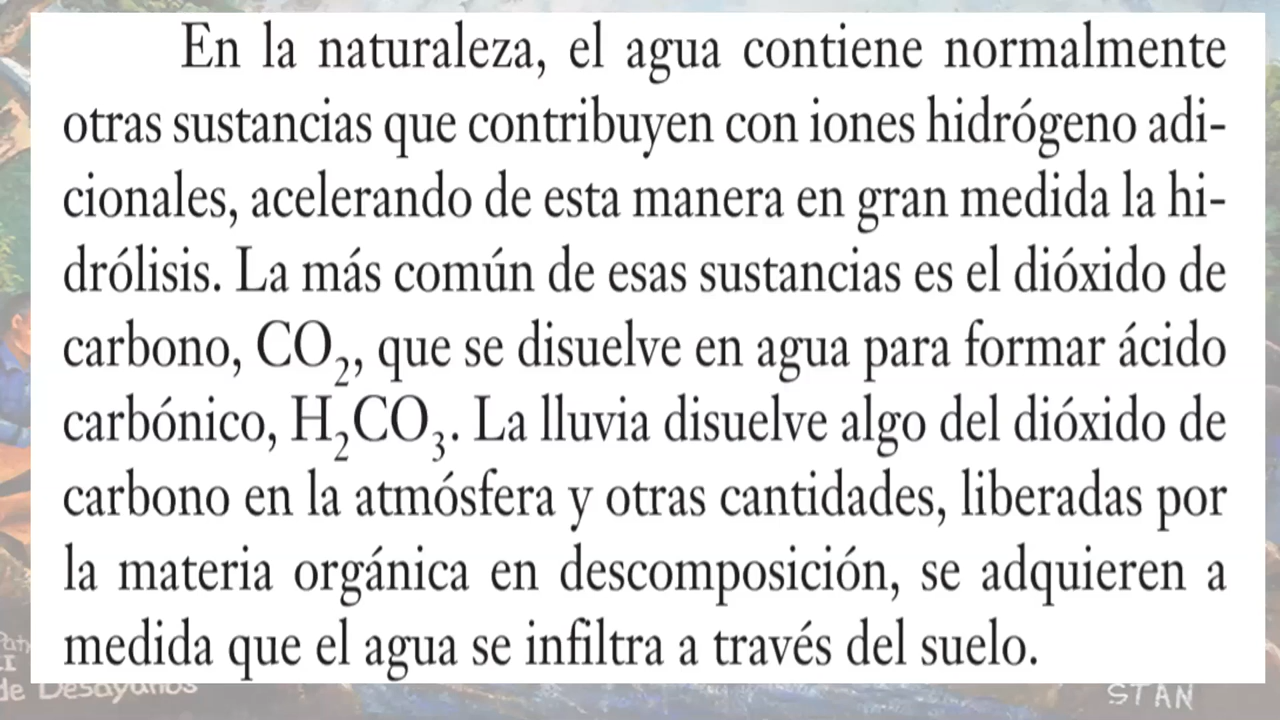 En la naturaleza, el agua contiene normalmente
otras sustancias que contribuyen con iones hidrógeno adi-
cionales, acelerando de esta manera en gran medida la hi-
drólisis. La más común de esas sustancias es el dióxido de
carbono, CO₂, que se disuelve en agua para formar ácido
carbónico, H₂CO₃. La lluvia disuelve algo del dióxido de
carbono en la atmósfera y otras cantidades, liberadas por
la materia orgánica en descomposición, se adquieren a
medida que el agua se infiltra a través del suelo.
de Desayunos
STAN